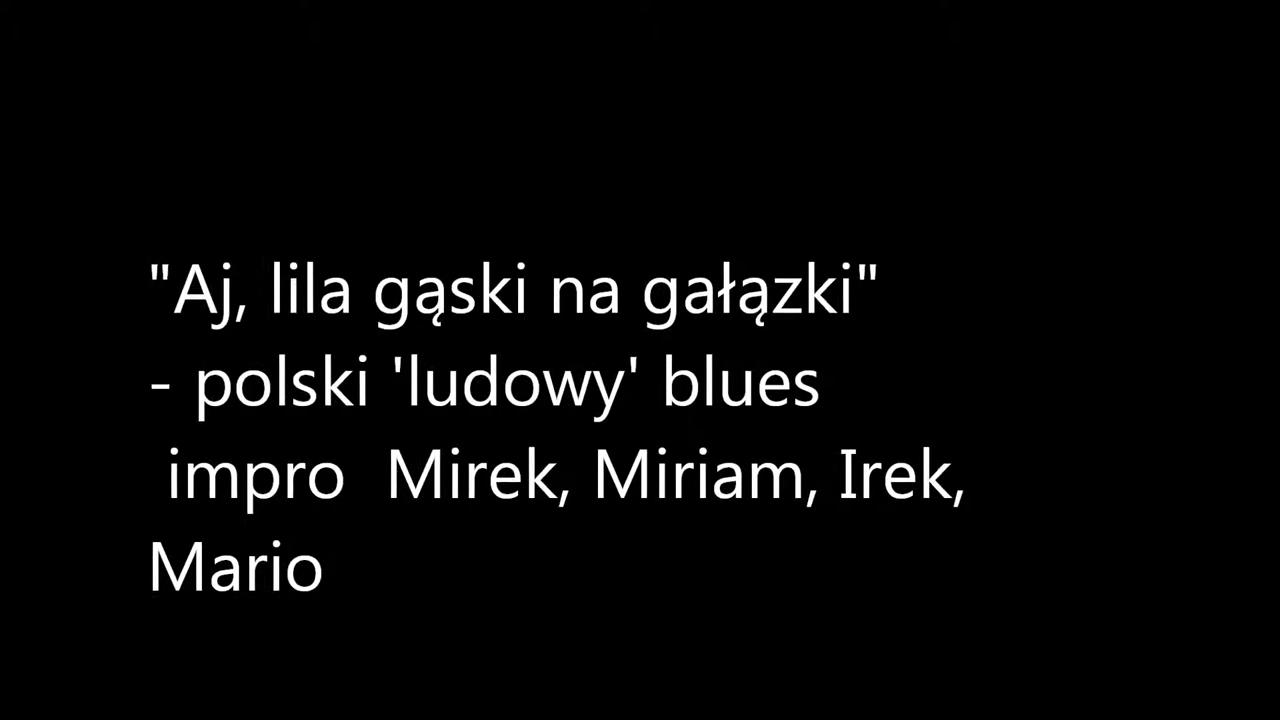 "Aj, lila gąski na gałązki"
- polski 'ludowy' blues
impro  Mirek, Miriam, Irek,
Mario